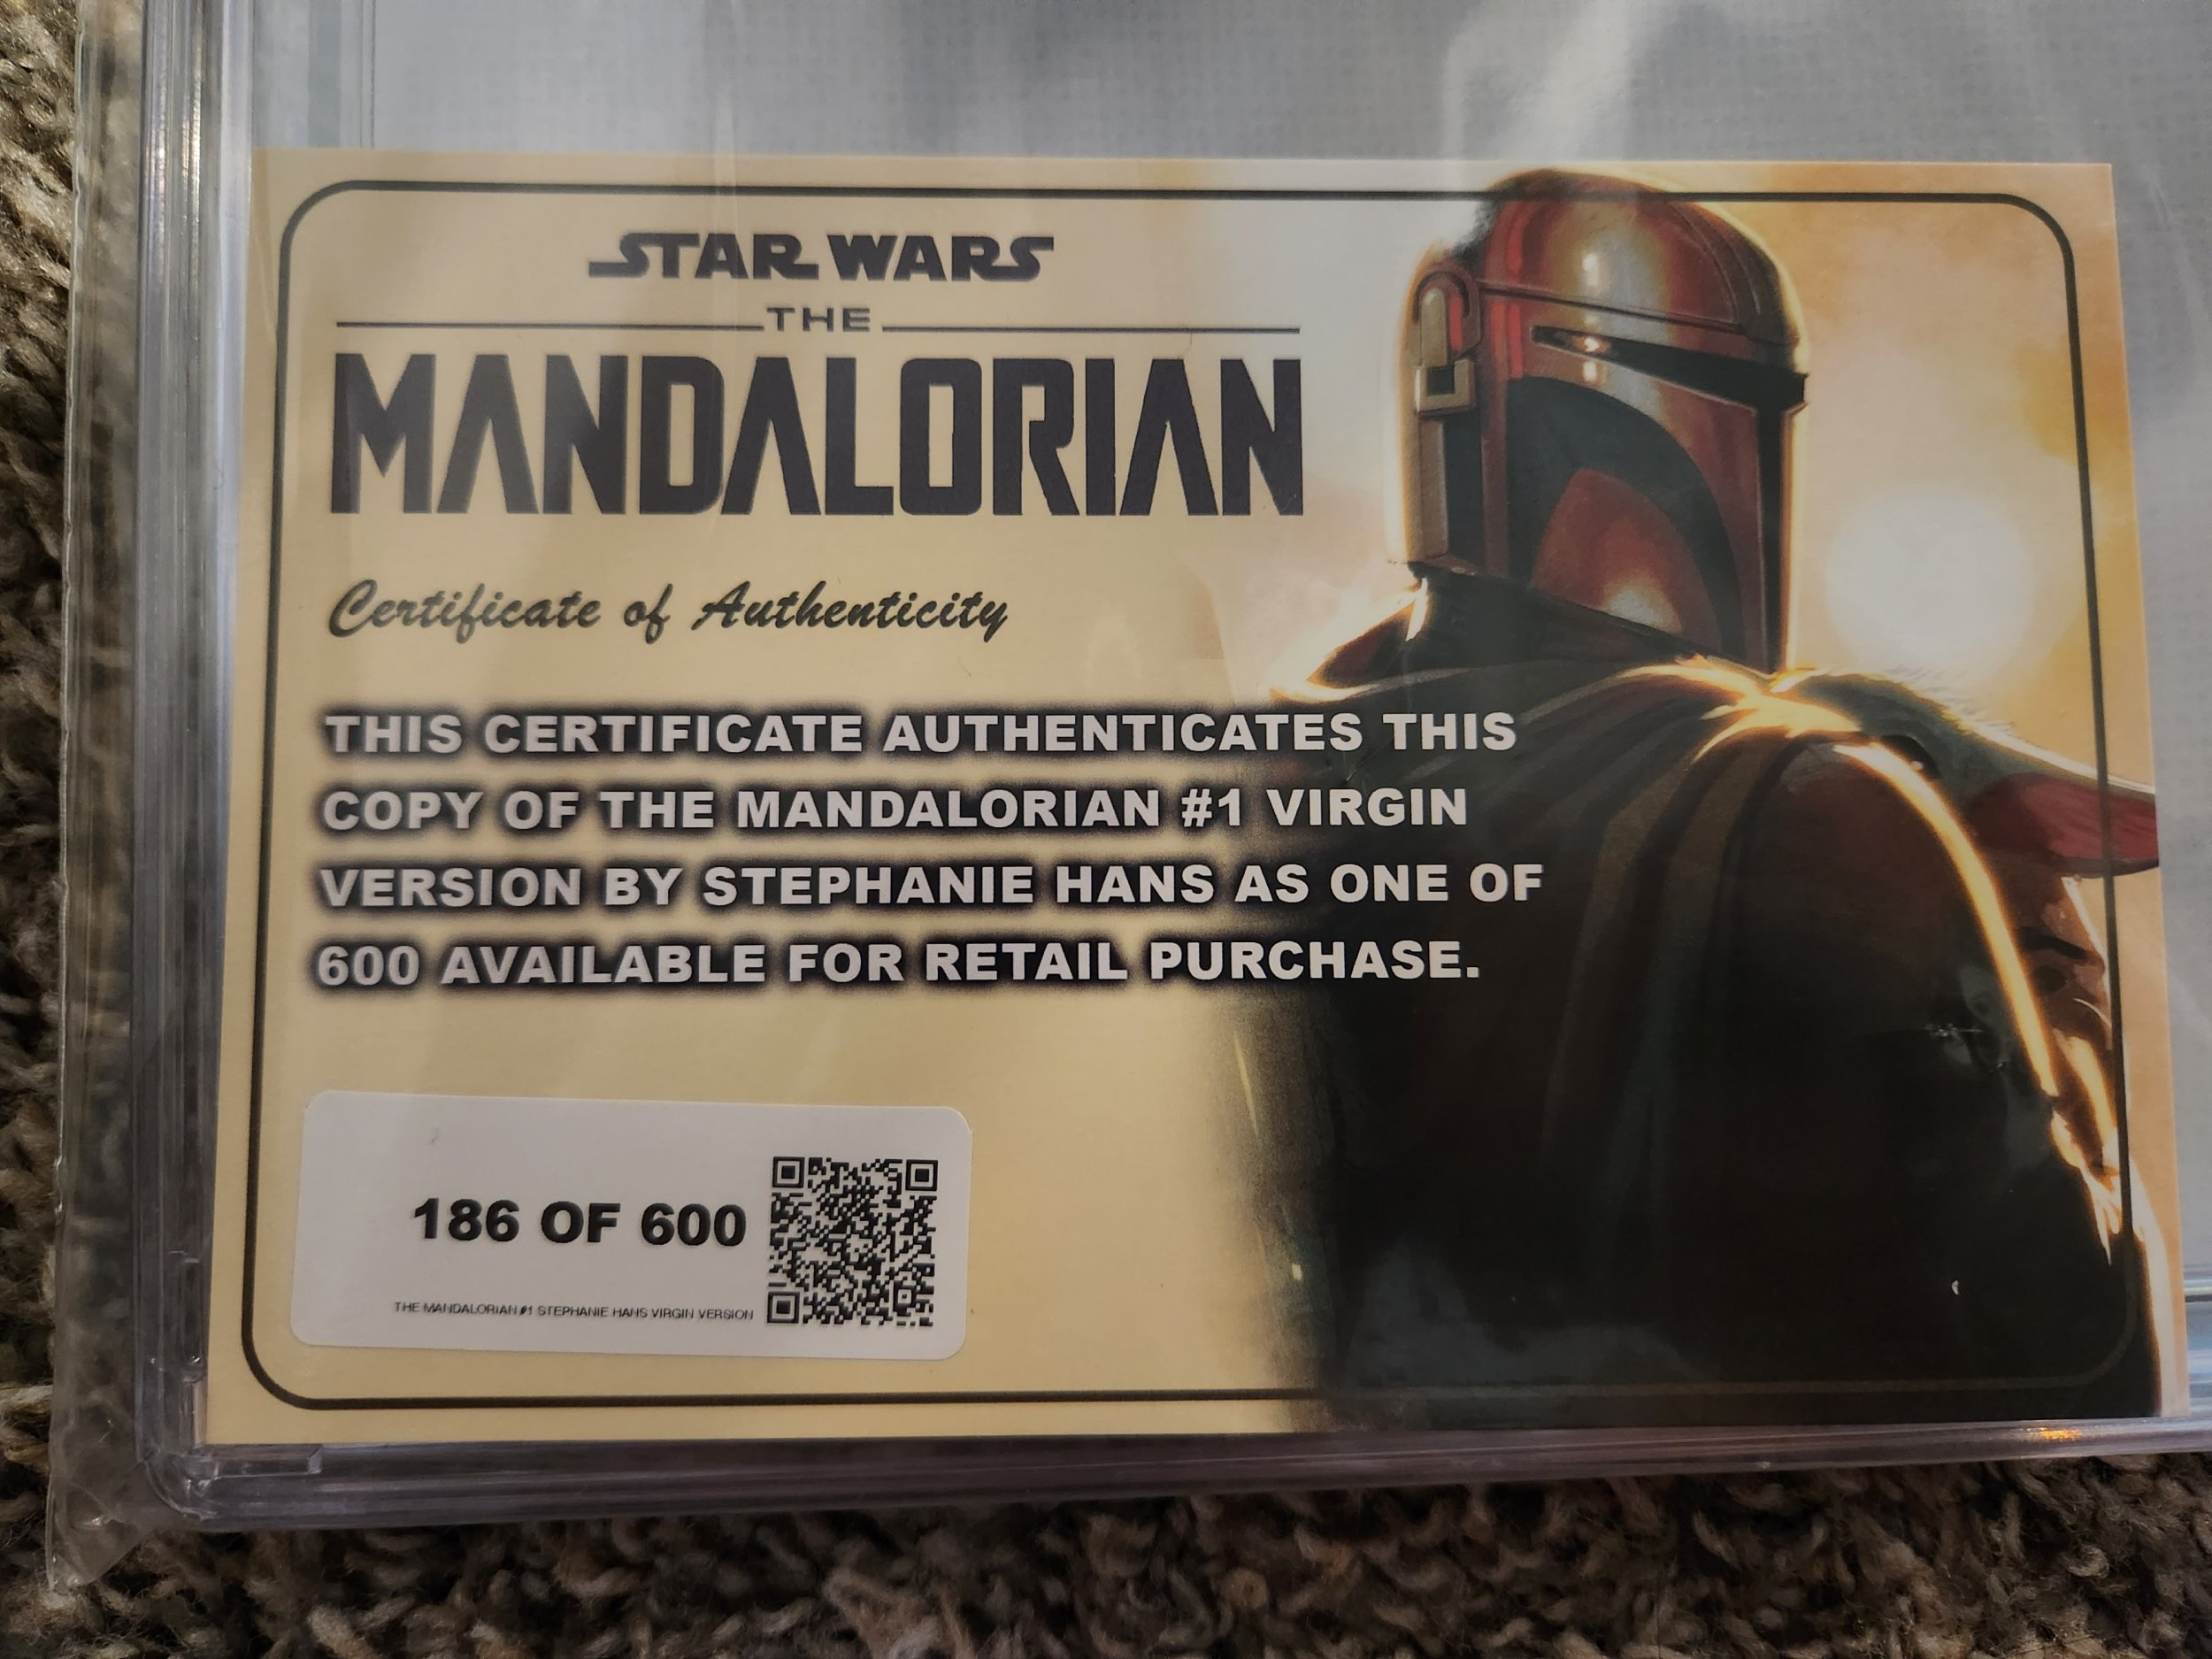 STAR WARS
THE
MANDALORIAN
Certificate of Authenticity
THIS CERTIFICATE AUTHENTICATES THIS
COPY OF THE MANDALORIAN #1 VIRGIN
VERSION BY STEPHANIE HANS AS ONE OF
600 AVAILABLE FOR RETAIL PURCHASE.
186 OF 600
THE MANDALORIAN #1 STEPHANIE HANS VIRGIN VERSION